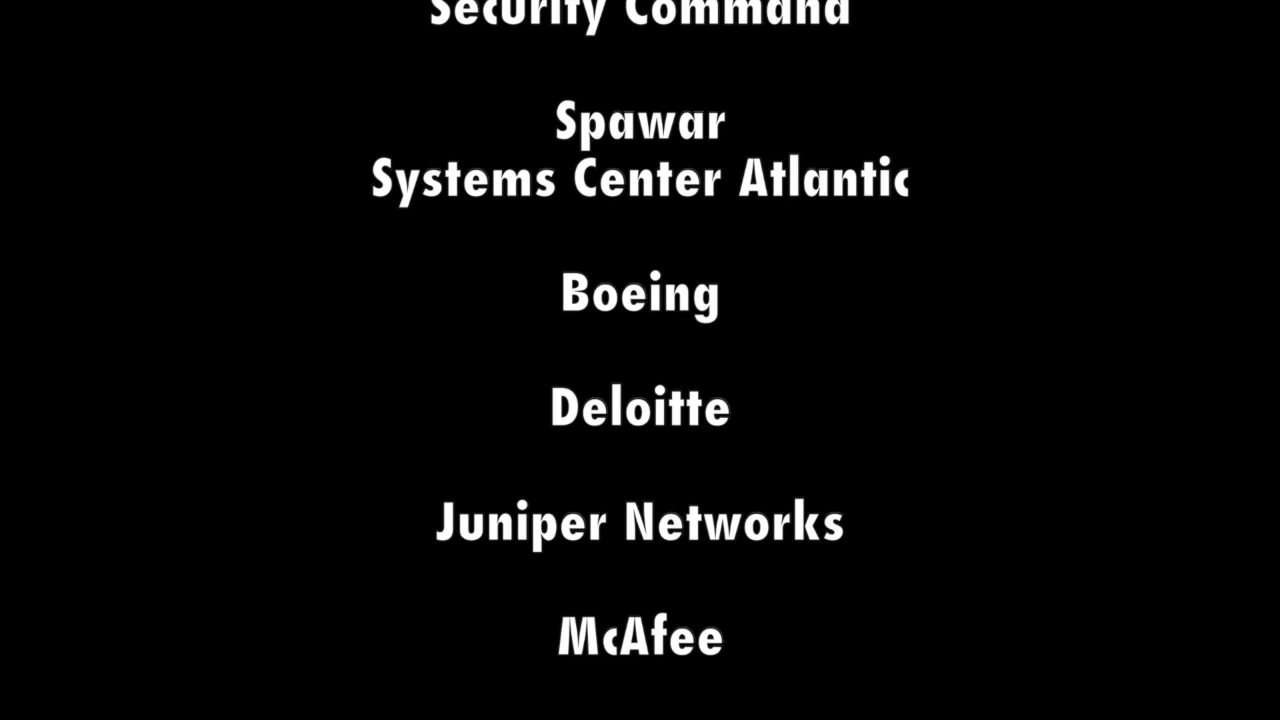 Security Command
Spawar
Systems Center Atlantic
Boeing
Deloitte
Juniper Networks
McAfee